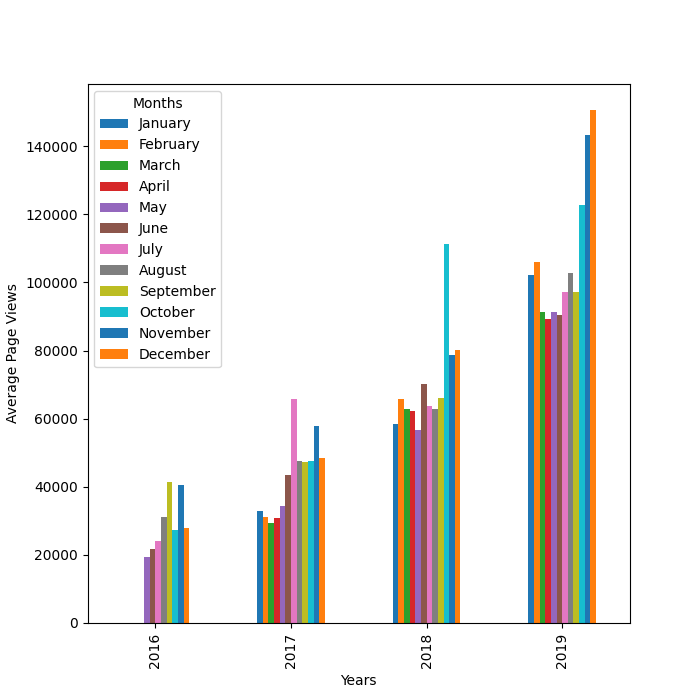 Months
January
February
March
April
May
June
July
August
September
October
November
December
140000
120000
100000
80000
60000
40000
20000
0
Average Page Views
2016
2017
2018
2019
Years